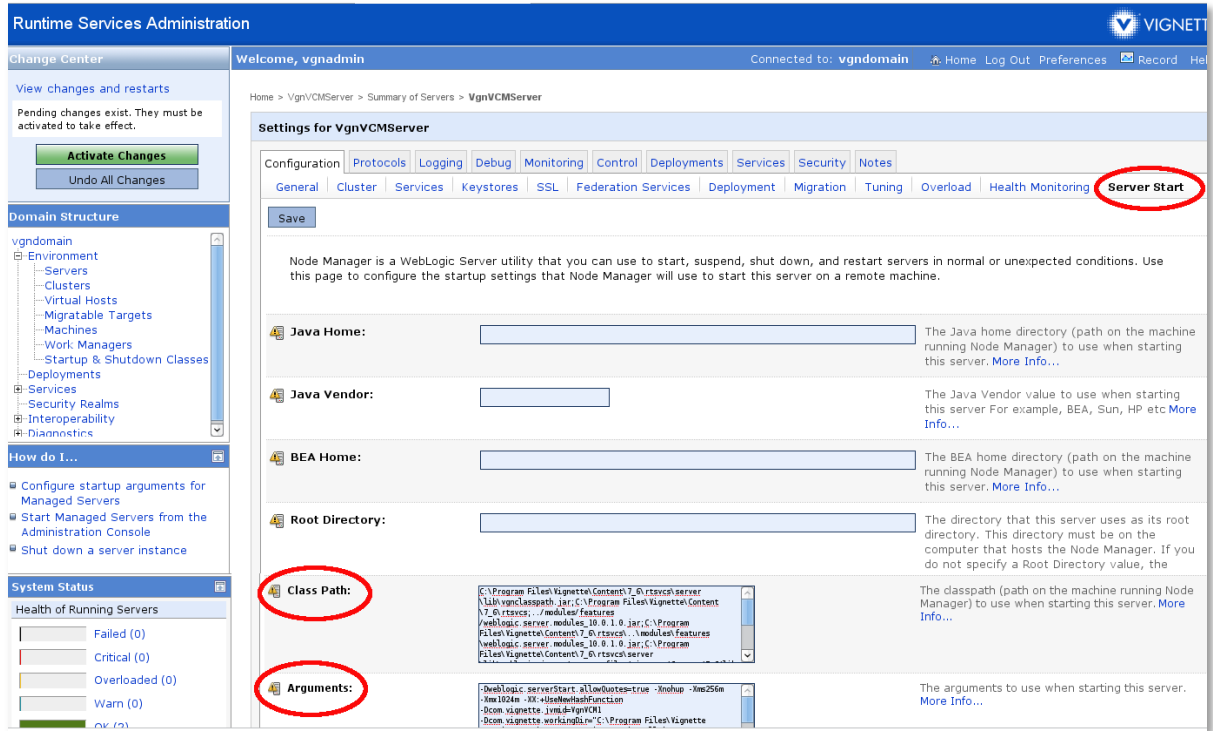 Runtime Services Administration
VIGNETT
Change Center
Welcome, vgnadmin
Connected to: vgndomain
Home Log Out Preferences Record Hel
View changes and restarts
Pending changes exist. They must be
activated to take effect.
Activate Changes
Undo All Changes
Home > VgnVCMServer > Summary of Servers > VgnVCMServer
Settings for VgnVCMServer
Configuration Protocols Logging Debug Monitoring Control Deployments Services Security Notes
General Cluster Services Keystores SSL Federation Services Deployment Migration Tuning Overload Health Monitoring Server Start
Save
Node Manager is a WebLogic Server utility that you can use to start, suspend, shut down, and restart servers in normal or unexpected conditions. Use
this page to configure the startup settings that Node Manager will use to start this server on a remote machine.
Domain Structure
vgndomain
Environment
Servers
Clusters
Virtual Hosts
Migratable Targets
Machines
Work Managers
Startup & Shutdown Classes
Deployments
Services
Security Realms
Interoperability
Diagnostics
How do I...
Configure startup arguments for
Managed Servers
Start Managed Servers from the
Administration Console
Shut down a server instance
System Status
Health of Running Servers
Failed (0)
Critical (0)
Overloaded (0)
Warn (0)
OK (2)
Java Home:
The Java home directory (path on the machine
running Node Manager) to use when starting
this server. More Info...
Java Vendor:
The Java Vendor value to use when starting
this server For example, BEA, Sun, HP etc More
Info...
BEA Home:
The BEA home directory (path on the machine
running Node Manager) to use when starting
this server. More Info...
Root Directory:
The directory that this server uses as its root
directory. This directory must be on the
computer that hosts the Node Manager. If you
do not specify a Root Directory value, the
Class Path:
C:\Program Files\Vignette\Content\7_6\rtsvcs\server
\lib\vgnclasspath.jar;C:\Program Files\Vignette\Content
\7_6\rtsvcs;../modules/features
/weblogic.server.modules_10.0.1.0.jar;C:\Program
Files\Vignette\Content\7_6\rtsvcs\..\modules\features
\weblogic.server.modules_10.0.1.0.jar;C:\Program
Files\Vignette\Content\7_6\rtsvcs\server
The classpath (path on the machine running Node
Manager) to use when starting this server. More
Info...
Arguments:
-Dweblogic.serverStart.allowQuotes=true -Xnohup -Xms256m
-Xmx1024m -XX:+UseNewHashFunction
-Dcom.vignette.jvmid=VgnVCM1
-Dcom.vignette.workingDir="C:\Program Files\Vignette
The arguments to use when starting this server.
More Info...